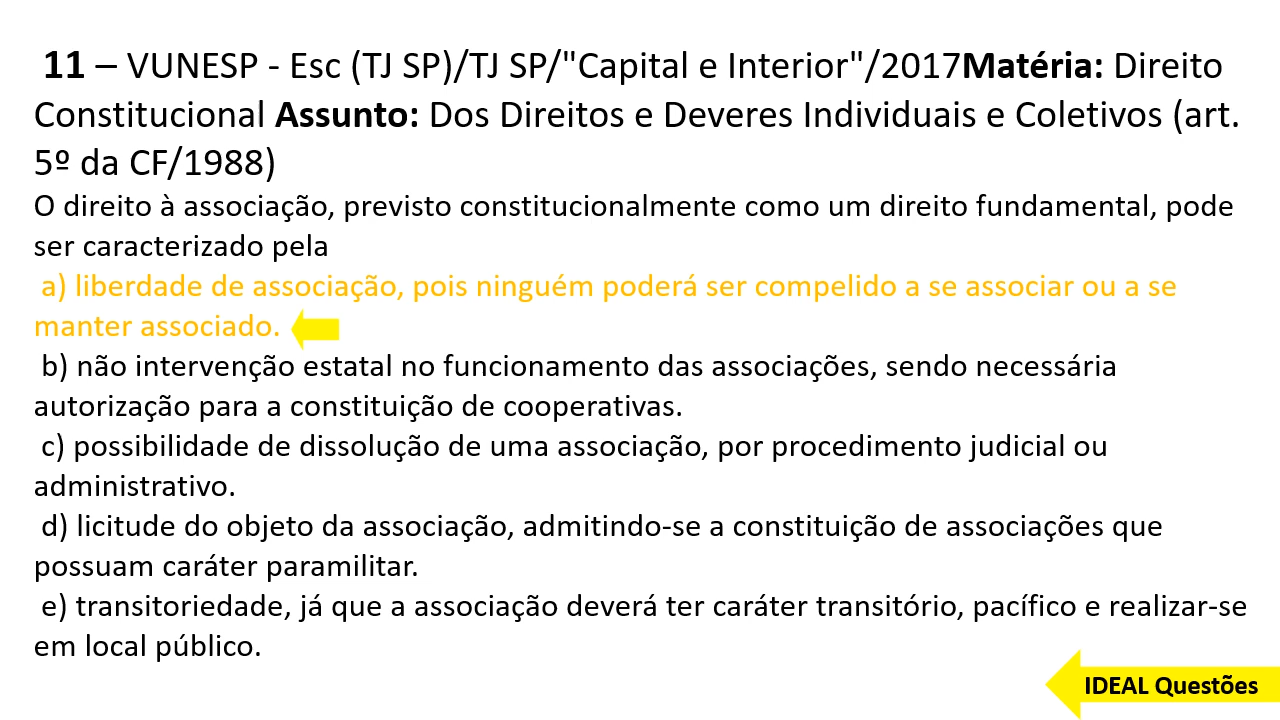 11 – VUNESP - Esc (TJ SP)/TJ SP/"Capital e Interior"/2017Matéria: Direito
Constitucional Assunto: Dos Direitos e Deveres Individuais e Coletivos (art.
5º da CF/1988)
O direito à associação, previsto constitucionalmente como um direito fundamental, pode
ser caracterizado pela
a) liberdade de associação, pois ninguém poderá ser compelido a se associar ou a se
manter associado.
b) não intervenção estatal no funcionamento das associações, sendo necessária
autorização para a constituição de cooperativas.
c) possibilidade de dissolução de uma associação, por procedimento judicial ou
administrativo.
d) licitude do objeto da associação, admitindo-se a constituição de associações que
possuam caráter paramilitar.
e) transitoriedade, já que a associação deverá ter caráter transitório, pacífico e realizar-se
em local público.
IDEAL Questões